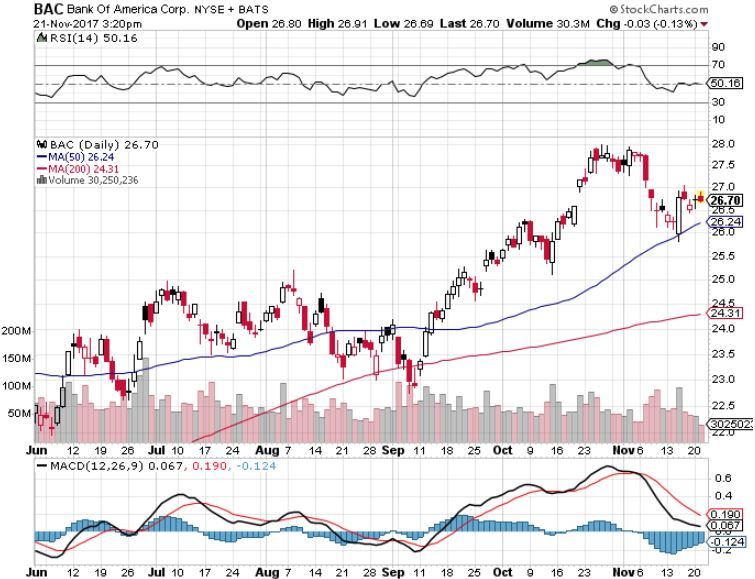 BAC Bank Of America Corp. NYSE + BATS © StockCharts.com
21-Nov-2017 3:20pm Open 26.80 High 26.91 Low 26.69 Last 26.70 Volume 30.3M Chg -0.03 (-0.13%)
RSI(14) 50.16
90
70
50.16
30
10
BAC (Daily) 26.70
MA(50) 26.24
MA(200) 24.31
Volume 30,250,236
28.0
27.5
27.0
26.70
26.5
26.24
26.0
25.5
25.0
24.5
24.31
24.0
23.5
23.0
22.5
3025023
22.0
200M
150M
100M
50M
Jun 12 19 26 Jul 10 17 24 Aug 7 14 21 28 Sep 11 18 25 Oct 9 16 23 Nov 6 13 20
MACD(12,26,9) 0.067, 0.190, -0.124
0.6
0.4
0.190
0.067
-0.124
-0.2
Jun 12 19 26 Jul 10 17 24 Aug 7 14 21 28 Sep 11 18 25 Oct 9 16 23 Nov 6 13 20